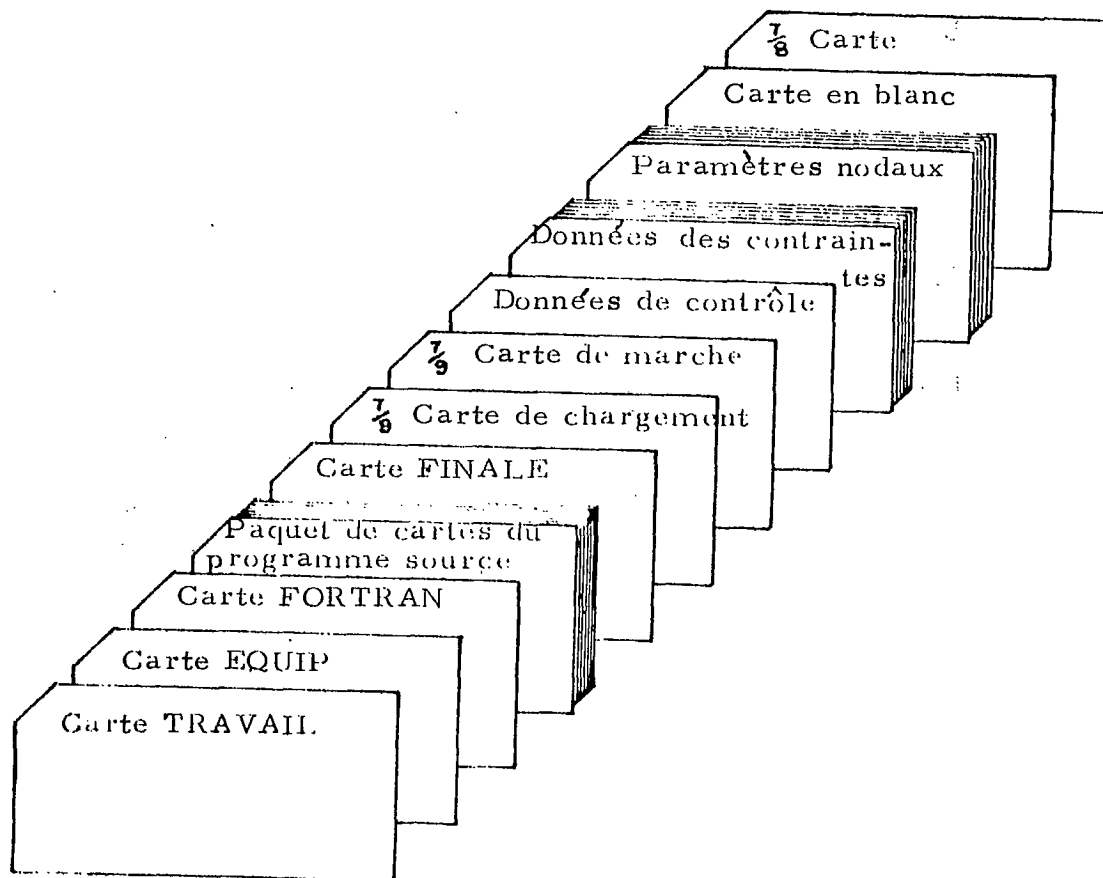 7/8 Carte
Carte en blanc
Paramètres nodaux
Données des contrain-
tes
Données de contrôle
7/9 Carte de marche
7/9 Carte de chargement
Carte FINALE
Paquet de cartes du
programme source
Carte FORTRAN
Carte EQUIP
Carte TRAVAIL